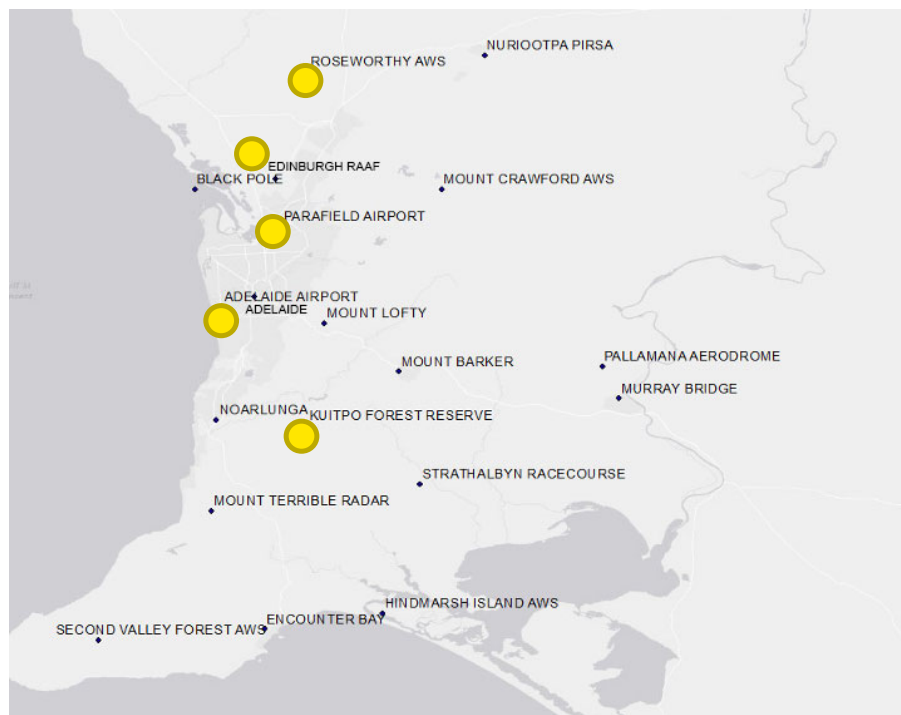 NURIOOTPA PIRSA
ROSEWORTHY AWS
EDINBURGH RAAF
BLACK POLE
MOUNT CRAWFORD AWS
PARAFIELD AIRPORT
ADELAIDE AIRPORT
ADELAIDE
MOUNT LOFTY
PALLAMANA AERODROME
MOUNT BARKER
MURRAY BRIDGE
NOARLUNGA
KUITPO FOREST RESERVE
STRATHALBYN RACECOURSE
MOUNT TERRIBLE RADAR
HINDMARSH ISLAND AWS
ENCOUNTER BAY
SECOND VALLEY FOREST AWS